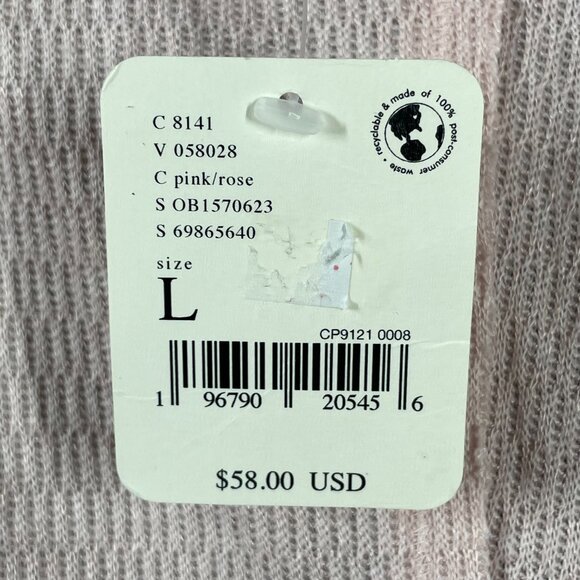 recyclable & made of 100% post-consumer waste •
C 8141
V 058028
C pink/rose
S OB1570623
S 69865640
size
L
CP9121 0008
1 96790 20545 6
$58.00 USD